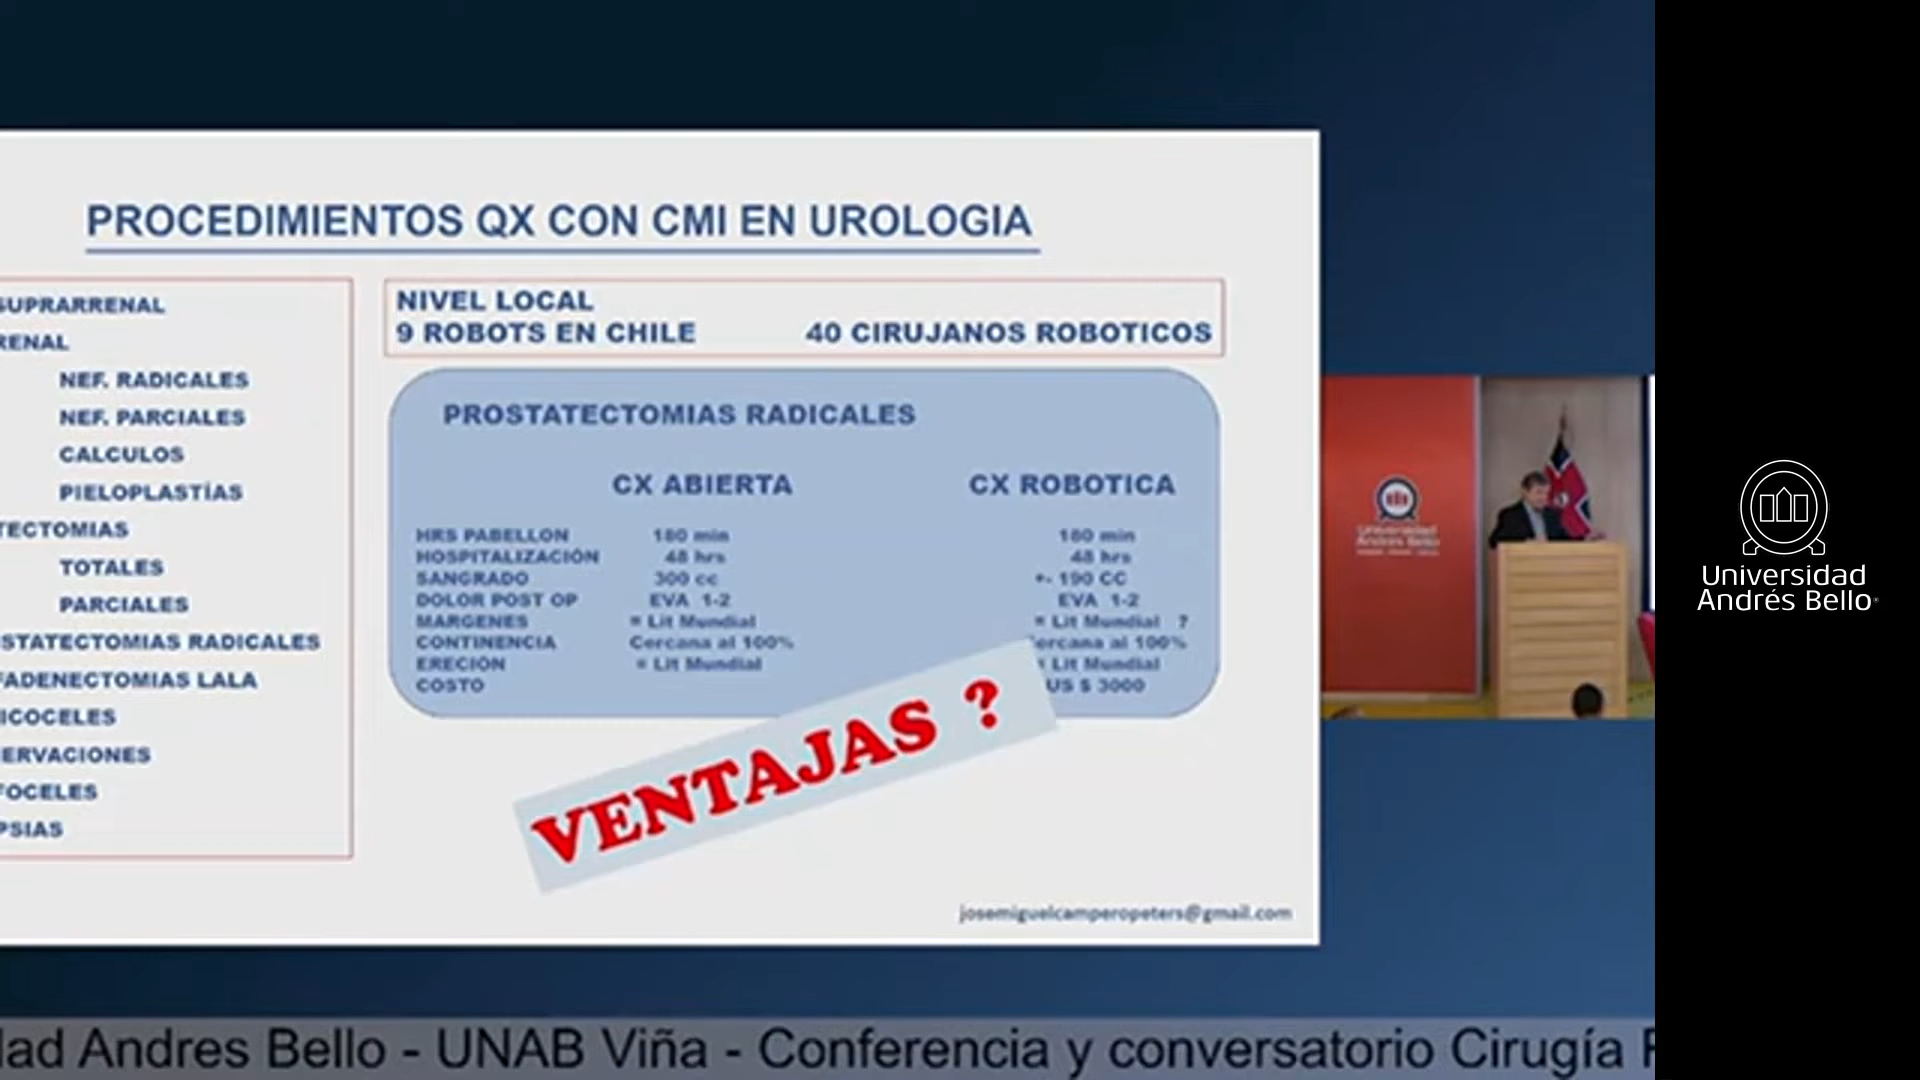 PROCEDIMIENTOS QX CON CMI EN UROLOGIA
SUPRARRENAL
RENAL
NEF. RADICALES
NEF. PARCIALES
CALCULOS
PIELOPLASTÍAS
TECTOMIAS
TOTALES
PARCIALES
STATECTOMIAS RADICALES
FADENECTOMIAS LALA
ICOCELES
ERVACIONES
OCELES
PSIAS
NIVEL LOCAL
9 ROBOTS EN CHILE 40 CIRUJANOS ROBOTICOS
PROSTATECTOMIAS RADICALES
CX ABIERTA CX ROBOTICA
HRS PABELLON 180 min 180 min
HOSPITALIZACIÓN 48 hrs 48 hrs
SANGRADO 300 cc +- 190 CC
DOLOR POST OP EVA 1-2 EVA 1-2
MARGENES = Lit Mundial = Lit Mundial ?
CONTINENCIA Cercana al 100% ercana al 100%
ERECION = Lit Mundial = Lit Mundial
COSTO US $ 3000
VENTAJAS ?
josemiguelcamperopeters@gmail.com
Universidad
Andrés Bello
Universidad
Andrés Bello
dad Andres Bello - UNAB Viña - Conferencia y conversatorio Cirugía